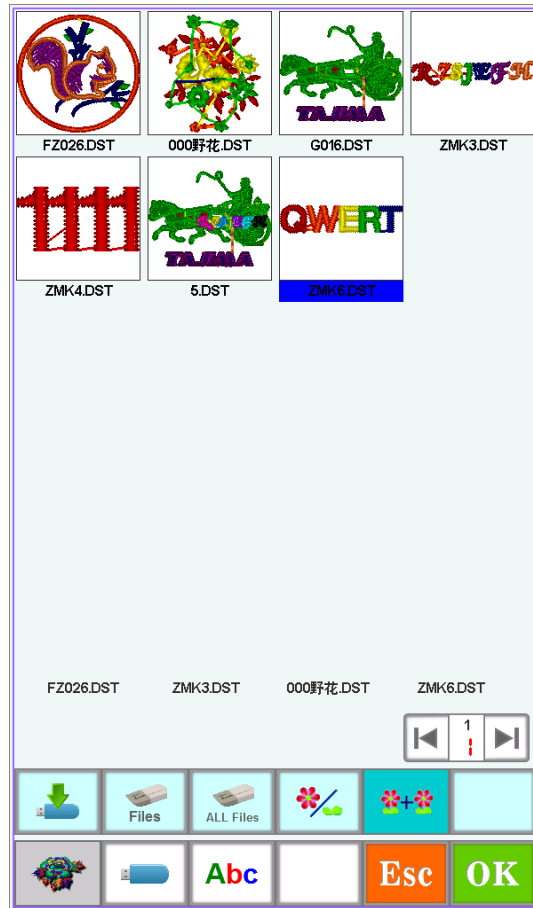 TAJIMA
RZSJEFH
FZ026.DST 000野花.DST G016.DST ZMK3.DST
TAJIMA
QWERT
ZMK4.DST 5.DST ZMK6.DST
FZ026.DST ZMK3.DST 000野花.DST ZMK6.DST
1
Files ALL Files
Abc Esc OK